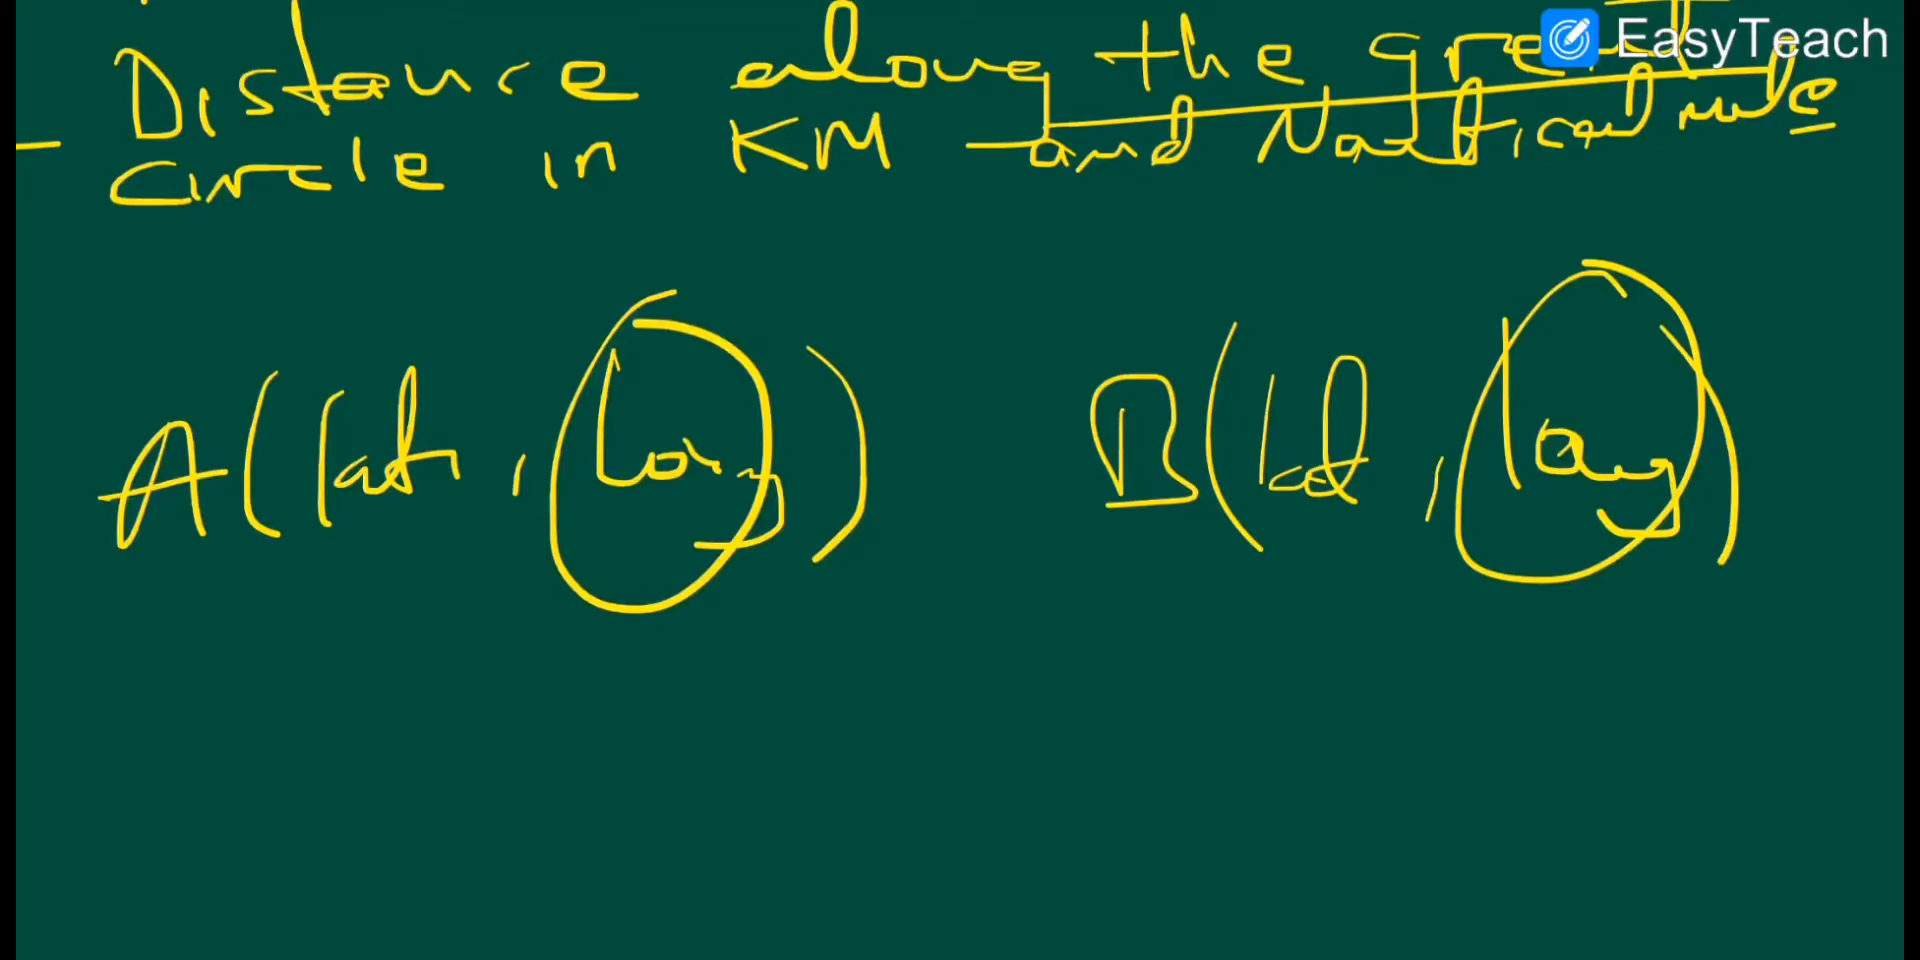 EasyTeach
Distance along the great
circle in KM and Nautical mile
A(lat, Long) B(lat, long)